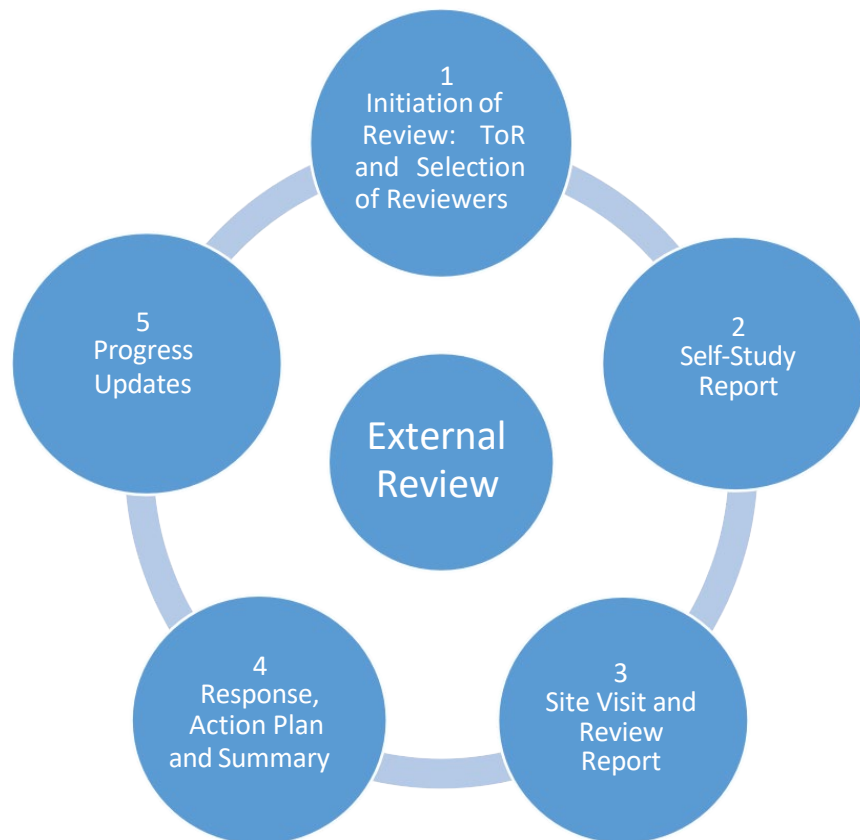 1
Initiation of
Review: ToR
and Selection
of Reviewers
2
Self-Study
Report
3
Site Visit and
Review
Report
4
Response,
Action Plan
and Summary
5
Progress
Updates
External
Review